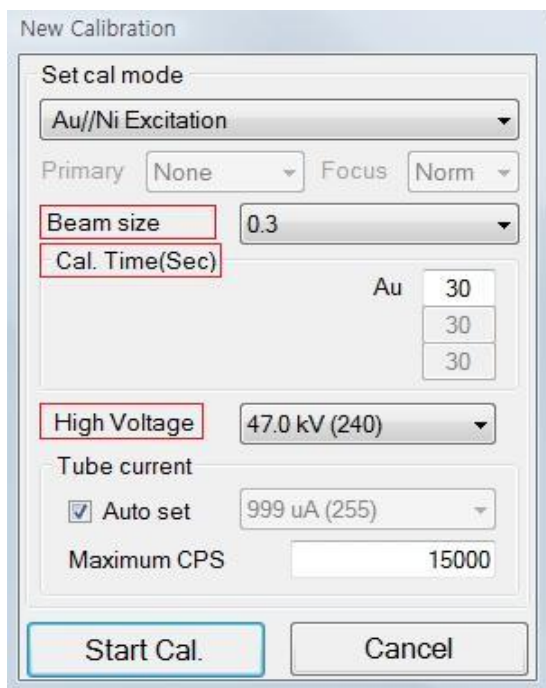 New Calibration
Set cal mode
Au//Ni Excitation
Primary None Focus Norm
Beam size 0.3
Cal. Time(Sec)
Au 30
30
30
High Voltage 47.0 kV (240)
Tube current
Auto set 999 uA (255)
Maximum CPS 15000
Start Cal. Cancel